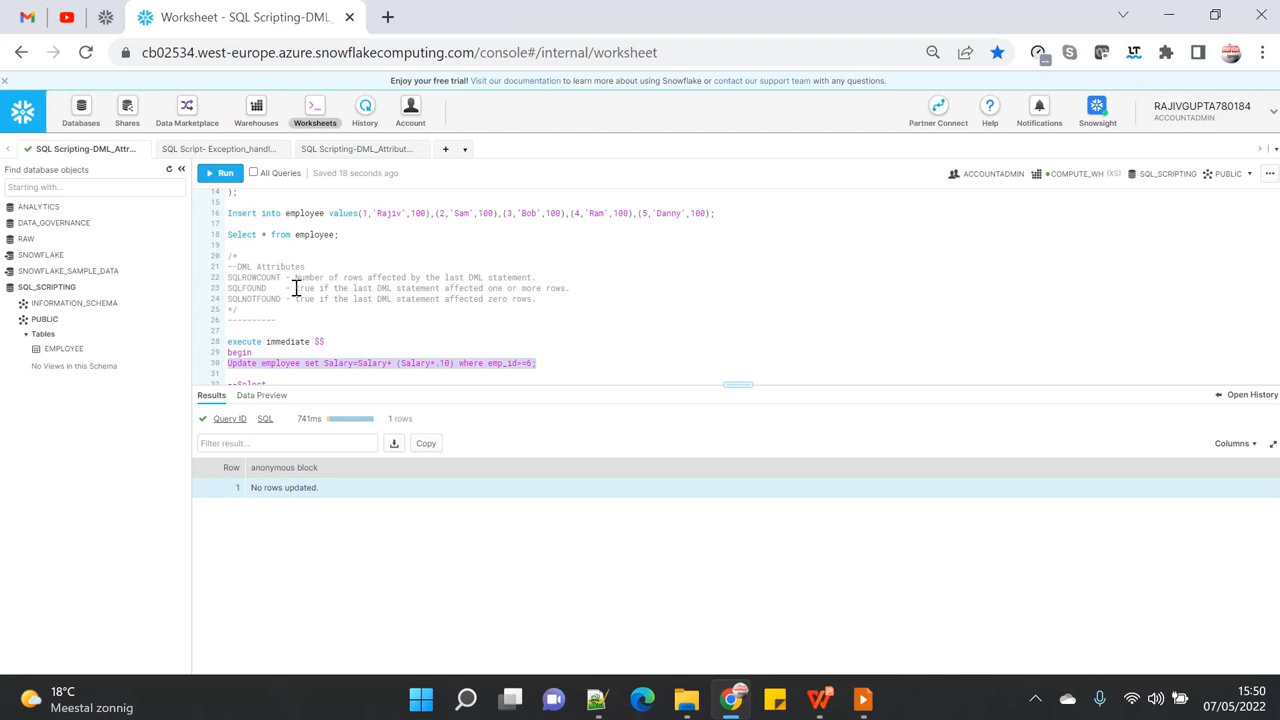 Worksheet - SQL Scripting-DML_
cb02534.west-europe.azure.snowflakecomputing.com/console#/internal/worksheet
Enjoy your free trial! Visit our documentation to learn more about using Snowflake or contact our support team with any questions.
Databases
Shares
Data Marketplace
Warehouses
Worksheets
History
Account
Partner Connect
Help
Notifications
Snowsight
RAJIVGUPTA780184
ACCOUNTADMIN
SQL Scripting-DML_Attr...
SQL Script- Exception_handl...
SQL Scripting-DML_Attribut...
Find database objects
Starting with...
ANALYTICS
DATA_GOVERNANCE
RAW
SNOWFLAKE
SNOWFLAKE_SAMPLE_DATA
SQL_SCRIPTING
INFORMATION_SCHEMA
PUBLIC
Tables
EMPLOYEE
No Views in this Schema
Run
All Queries
Saved 18 seconds ago
ACCOUNTADMIN
COMPUTE_WH (XS)
SQL_SCRIPTING
PUBLIC
14 );
15
16 Insert into employee values(1,'Rajiv',100),(2,'Sam',100),(3,'Bob',100),(4,'Ram',100),(5,'Danny',100);
17
18 Select * from employee;
19
20 /*
21 --DML Attributes
22 SQLROWCOUNT - Number of rows affected by the last DML statement.
23 SQLFOUND - True if the last DML statement affected one or more rows.
24 SQLNOTFOUND - True if the last DML statement affected zero rows.
25 */
26 ----------
27
28 execute immediate $$
29 begin
30 Update employee set Salary=Salary+ (Salary*.10) where emp_id>=6;
31
32 --Select
Results
Data Preview
Open History
Query ID
SQL
741ms
1 rows
Filter result...
Copy
Columns
Row
anonymous block
1
No rows updated.
18°C
Meestal zonnig
15:50
07/05/2022